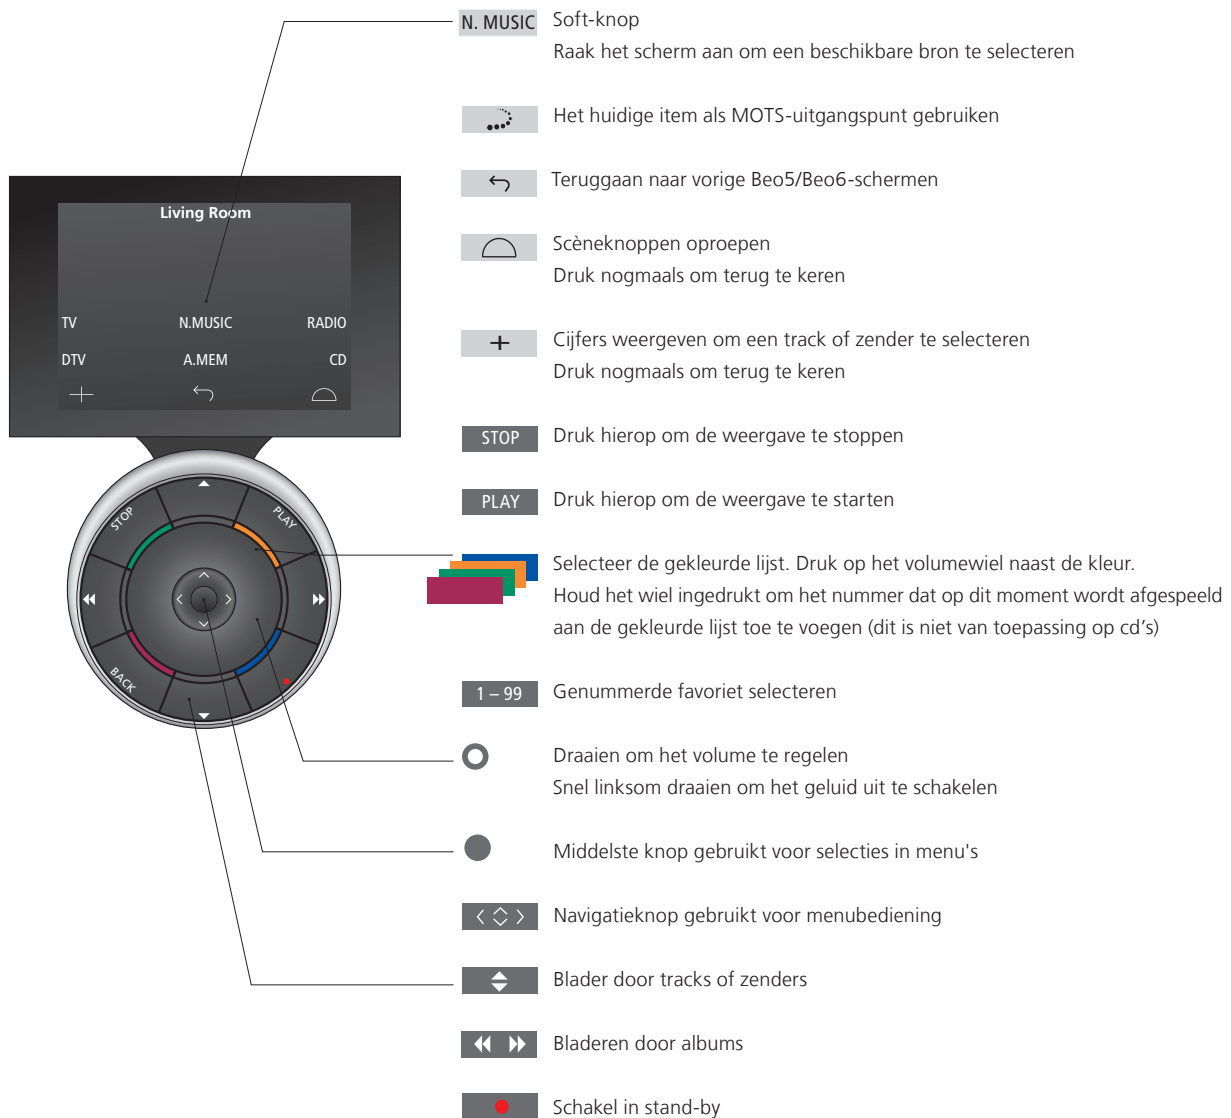 N. MUSIC Soft-knop
Raak het scherm aan om een beschikbare bron te selecteren
Het huidige item als MOTS-uitgangspunt gebruiken
Teruggaan naar vorige Beo5/Beo6-schermen
Living Room
Scèneknoppen oproepen
Druk nogmaals om terug te keren
TV N.MUSIC RADIO
Cijfers weergeven om een track of zender te selecteren
DTV A.MEM CD
Druk nogmaals om terug te keren
STOP Druk hierop om de weergave te stoppen
PLAY Druk hierop om de weergave te starten
STOP PLAY
Selecteer de gekleurde lijst. Druk op het volumewiel naast de kleur.
Houd het wiel ingedrukt om het nummer dat op dit moment wordt afgespeeld
aan de gekleurde lijst toe te voegen (dit is niet van toepassing op cd's)
BACK
1 – 99 Genummerde favoriet selecteren
Draaien om het volume te regelen
Snel linksom draaien om het geluid uit te schakelen
Middelste knop gebruikt voor selecties in menu's
Navigatieknop gebruikt voor menubediening
Blader door tracks of zenders
Bladeren door albums
Schakel in stand-by